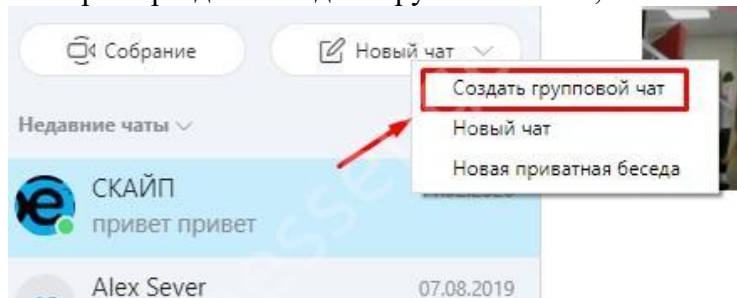 Собрание
Новый чат
Создать групповой чат
Новый чат
Новая приватная беседа
Недавние чаты
СКАЙП
привет привет
Alex Sever
07.08.2019